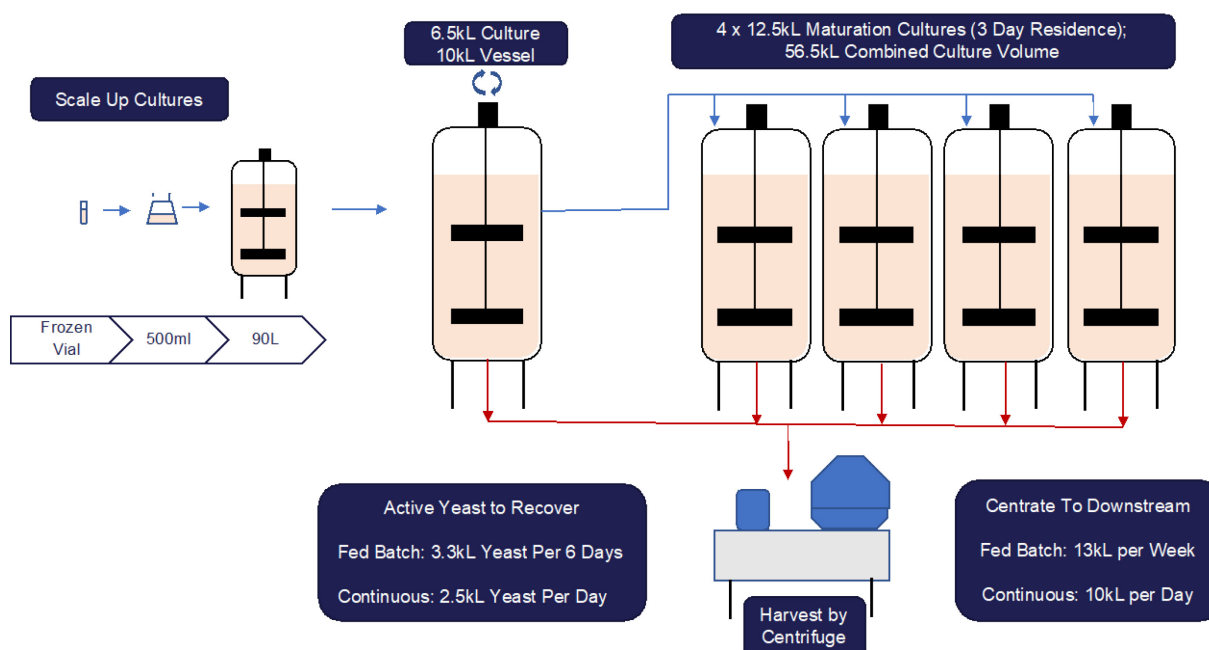 6.5kL Culture
10kL Vessel
4 x 12.5kL Maturation Cultures (3 Day Residence);
56.5kL Combined Culture Volume
Scale Up Cultures
Frozen
Vial
500ml
90L
Active Yeast to Recover
Fed Batch: 3.3kL Yeast Per 6 Days
Continuous: 2.5kL Yeast Per Day
Harvest by
Centrifuge
Centrate To Downstream
Fed Batch: 13kL per Week
Continuous: 10kL per Day